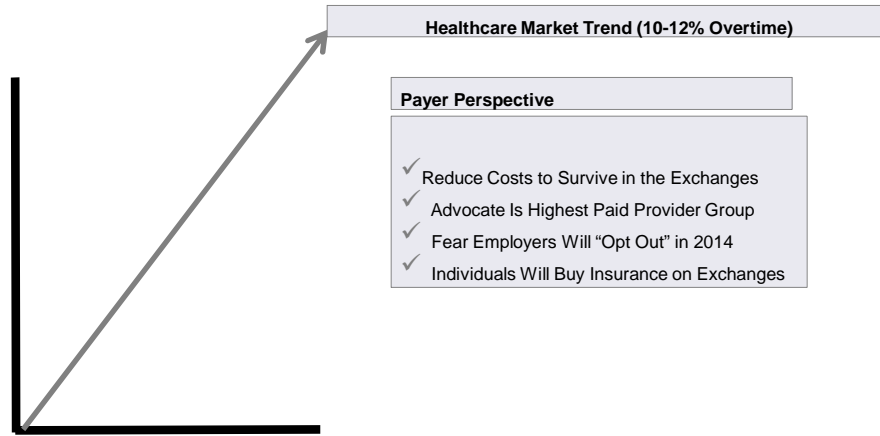 Healthcare Market Trend (10-12% Overtime)
Payer Perspective
✓Reduce Costs to Survive in the Exchanges
✓ Advocate Is Highest Paid Provider Group
✓ Fear Employers Will “Opt Out” in 2014
✓ Individuals Will Buy Insurance on Exchanges